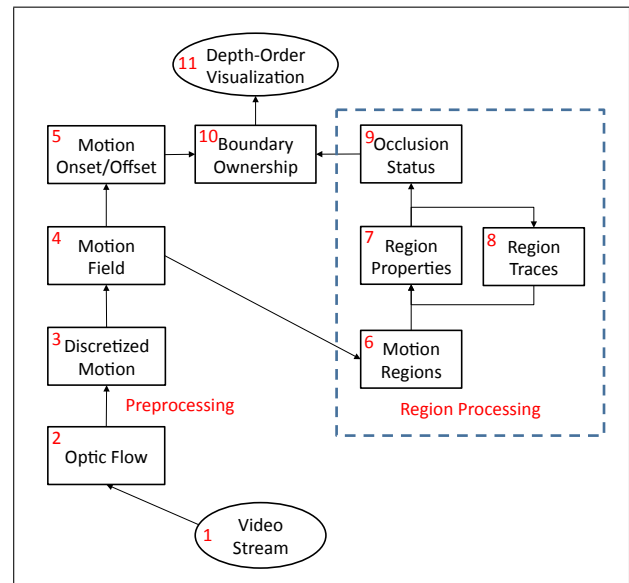 11 Depth-Order
Visualization
5 Motion
Onset/Offset
10 Boundary
Ownership
9 Occlusion
Status
4 Motion
Field
7 Region
Properties
8 Region
Traces
3 Discretized
Motion
6 Motion
Regions
Preprocessing
Region Processing
2 Optic Flow
1 Video
Stream